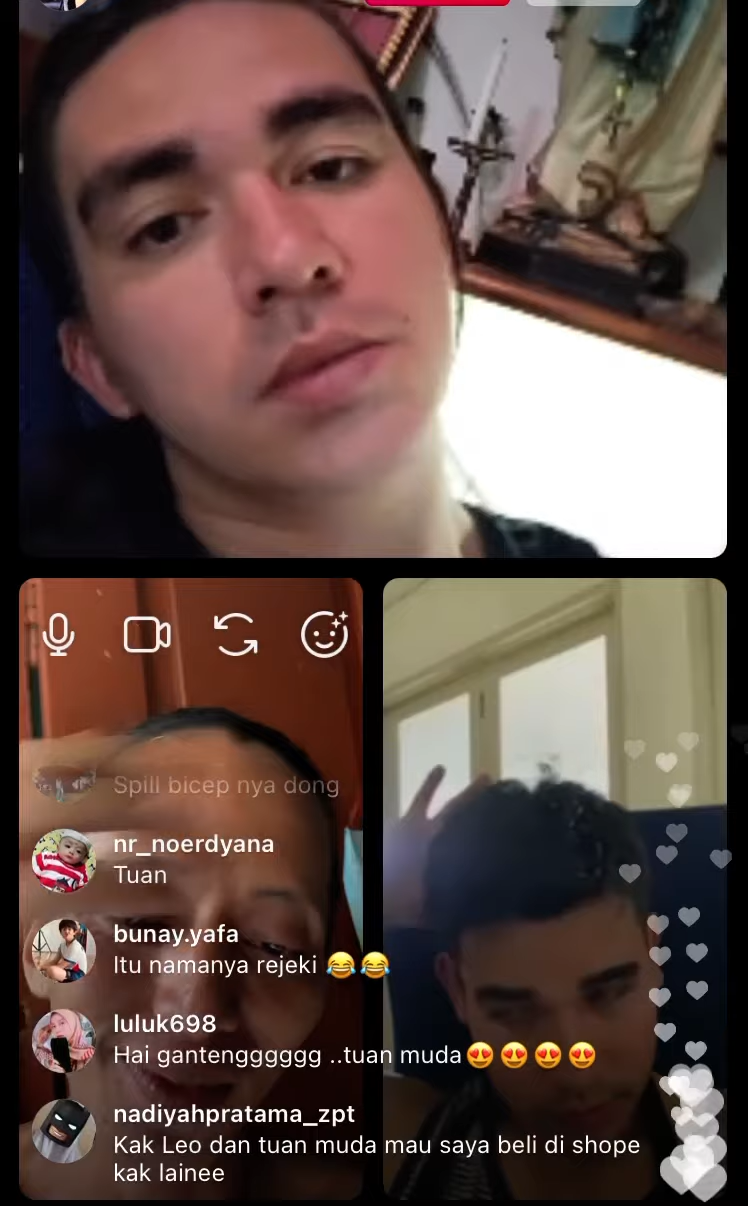 Spill bicep nya dong
nr_noerdyana
Tuan
bunay.yafa
Itu namanya rejeki 😂😂
luluk698
Hai gantengggggg ..tuan muda😍😍😍😍
nadiyahpratama_zpt
Kak Leo dan tuan muda mau saya beli di shope
kak lainee